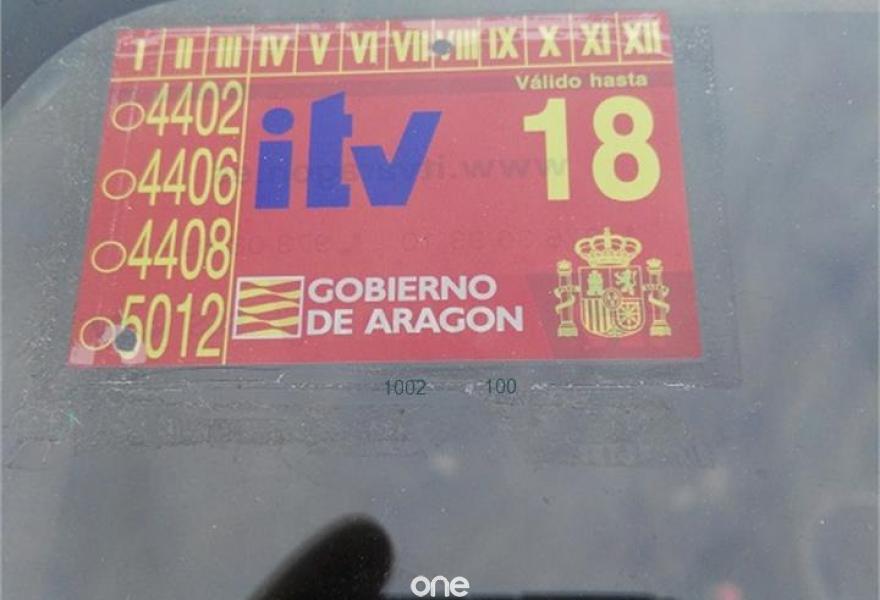 I II III IV V VI VII VIII IX X XI XII
Válido hasta
4402
itv
18
4406
4408
GOBIERNO
DE ARAGON
5012
1002 100
one